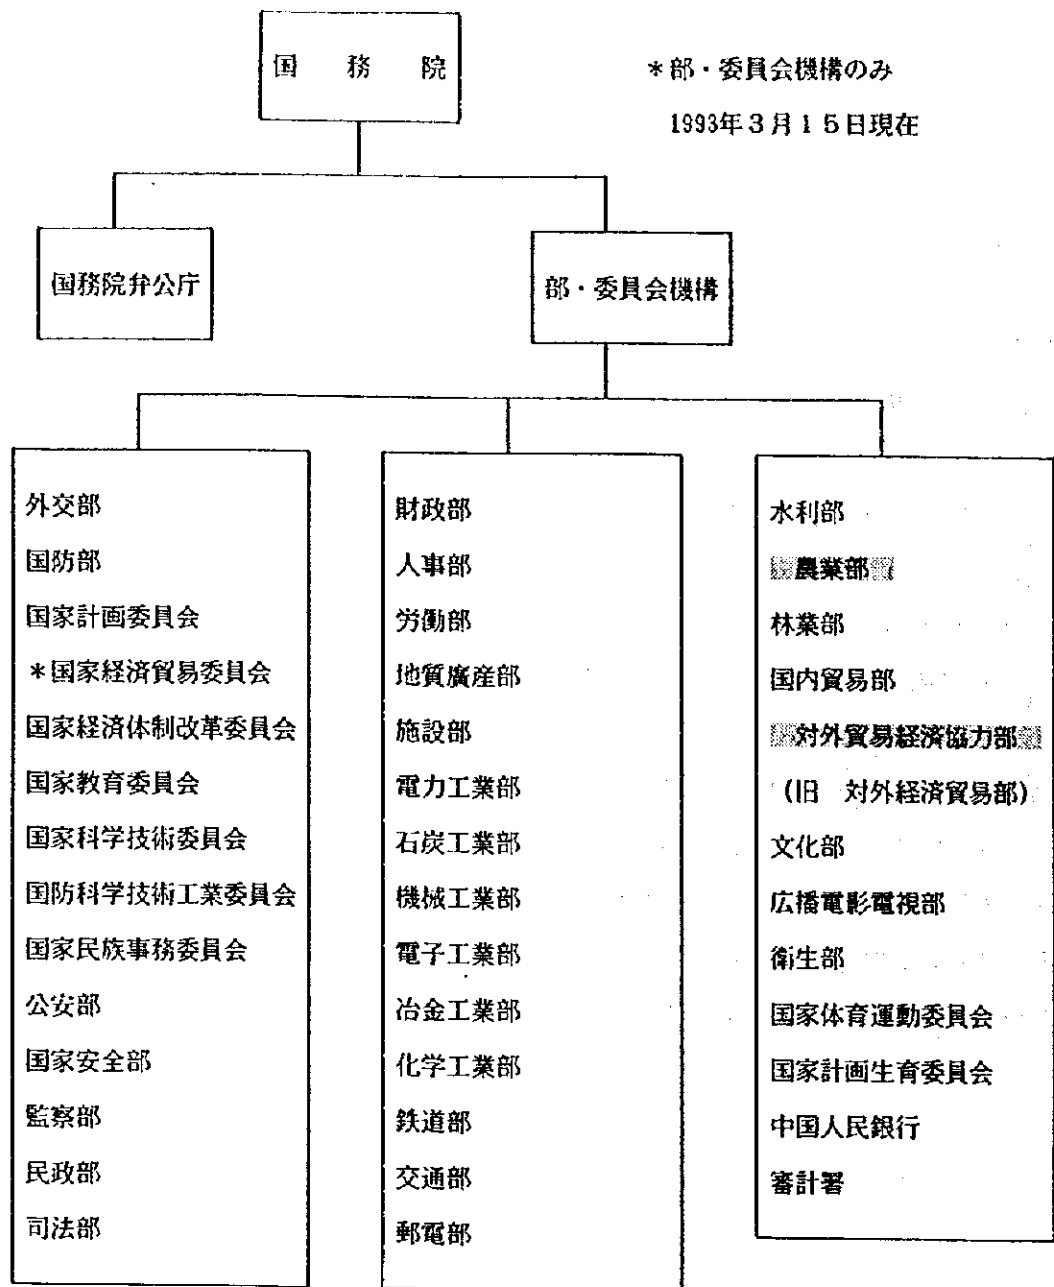 国　務　院
*部・委員会機構のみ
1993年3月15日現在
国務院弁公庁
部・委員会機構
外交部
国防部
国家計画委員会
*国家経済貿易委員会
国家経済体制改革委員会
国家教育委員会
国家科学技術委員会
国防科学技術工業委員会
国家民族事務委員会
公安部
国家安全部
監察部
民政部
司法部
財政部
人事部
労働部
地質廣産部
施設部
電力工業部
石炭工業部
機械工業部
電子工業部
冶金工業部
化学工業部
鉄道部
交通部
郵電部
水利部
農業部
林業部
国内貿易部
対外貿易経済協力部
(旧　対外経済貿易部)
文化部
広播電影電視部
衛生部
国家体育運動委員会
国家計画生育委員会
中国人民銀行
審計署